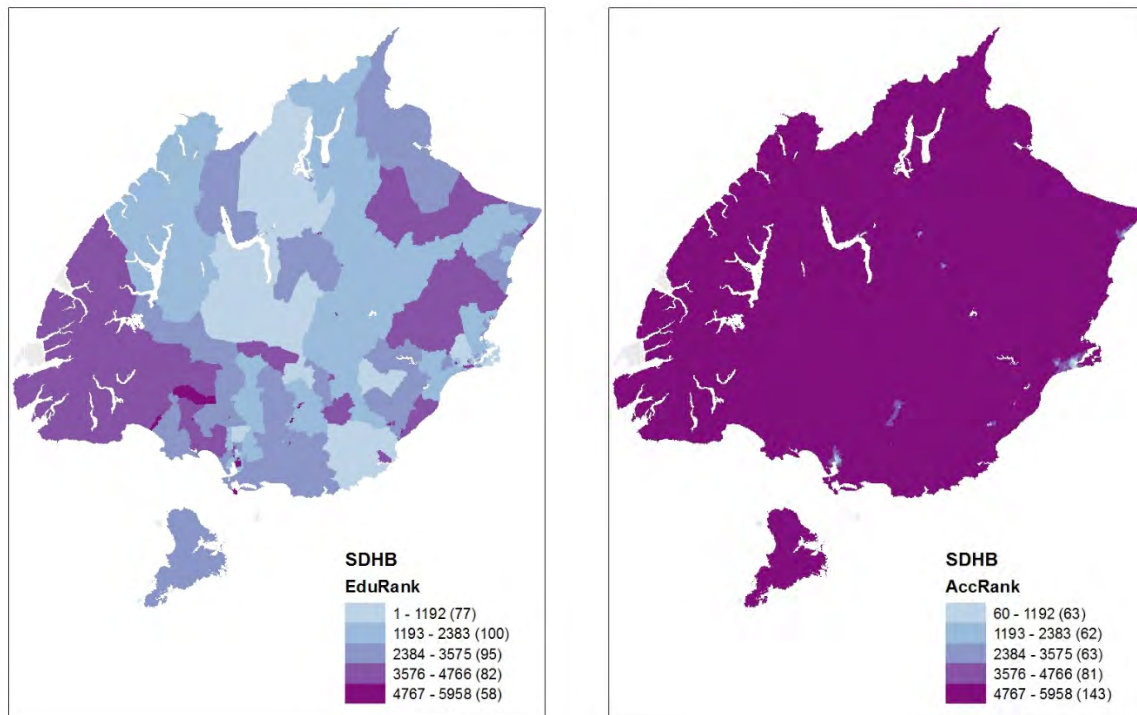 SDHB
EduRank
1 - 1192 (77)
1193 - 2383 (100)
2384 - 3575 (95)
3576 - 4766 (82)
4767 - 5958 (58)
SDHB
AccRank
60 - 1192 (63)
1193 - 2383 (62)
2384 - 3575 (63)
3576 - 4766 (81)
4767 - 5958 (143)